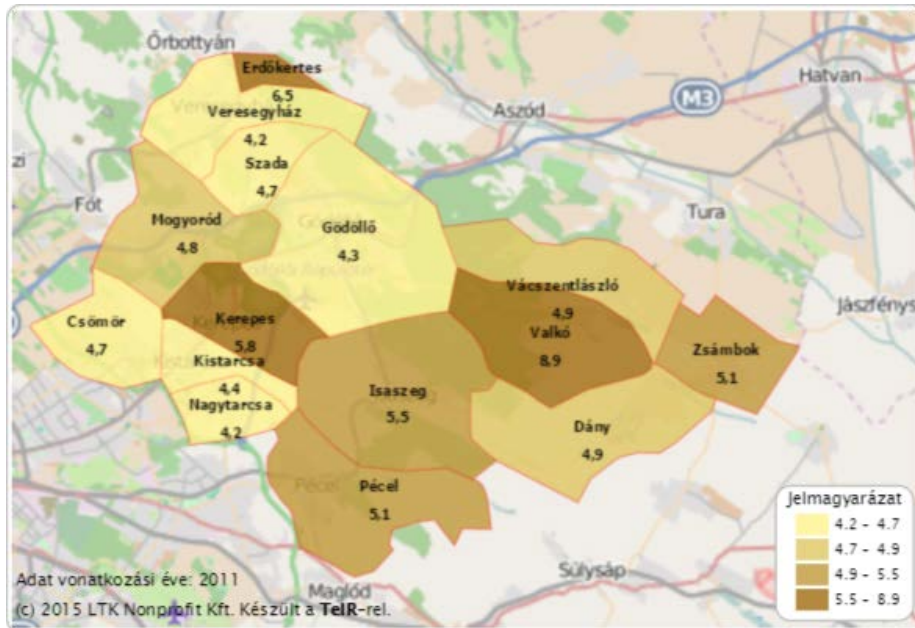 Őrbottyán
Erdőkertes
6,5
Hatvan
M3
Veresegyház
4,2
Aszód
Szada
4,7
Fót
Mogyoród
4,8
Gödöllő
4,3
Tura
Vácszentlászló
4,9
Jászfénys
Csömör
4,7
Kerepes
5,8
Valkó
8,9
Zsámbok
5,1
Kistarcsa
4,4
Isaszeg
5,5
Nagytarcsa
4,2
Dány
4,9
Pécel
Pécel
5,1
Jelmagyarázat
4.2 - 4.7
4.7 - 4.9
4.9 - 5.5
5.5 - 8.9
Súlysáp
Maglód
Adat vonatkozási éve: 2011
(c) 2015 LTK Nonprofit Kft. Készült a TeIR-rel.